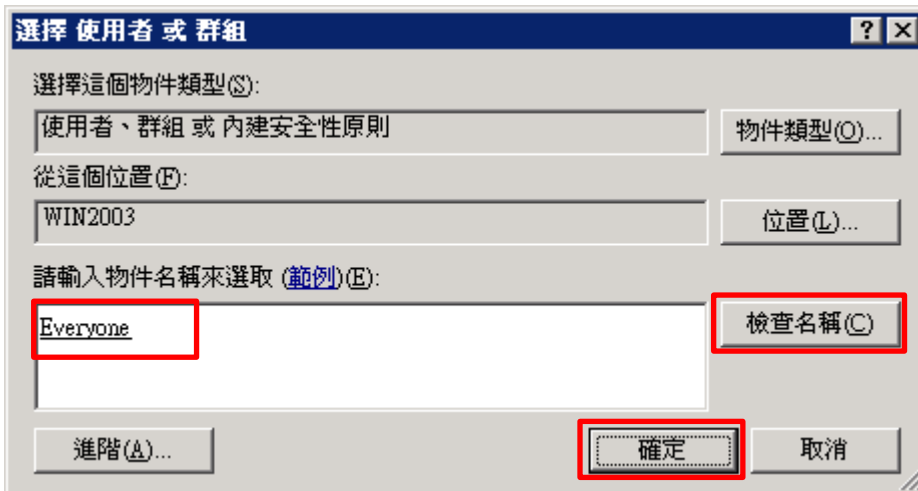 選擇 使用者 或 群組
選擇這個物件類型(S):
使用者、群組 或 內建安全性原則
物件類型(O)...
從這個位置(F):
WIN2003
位置(L)...
請輸入物件名稱來選取 (範例)(E):
Everyone
檢查名稱(C)
進階(A)...
確定
取消